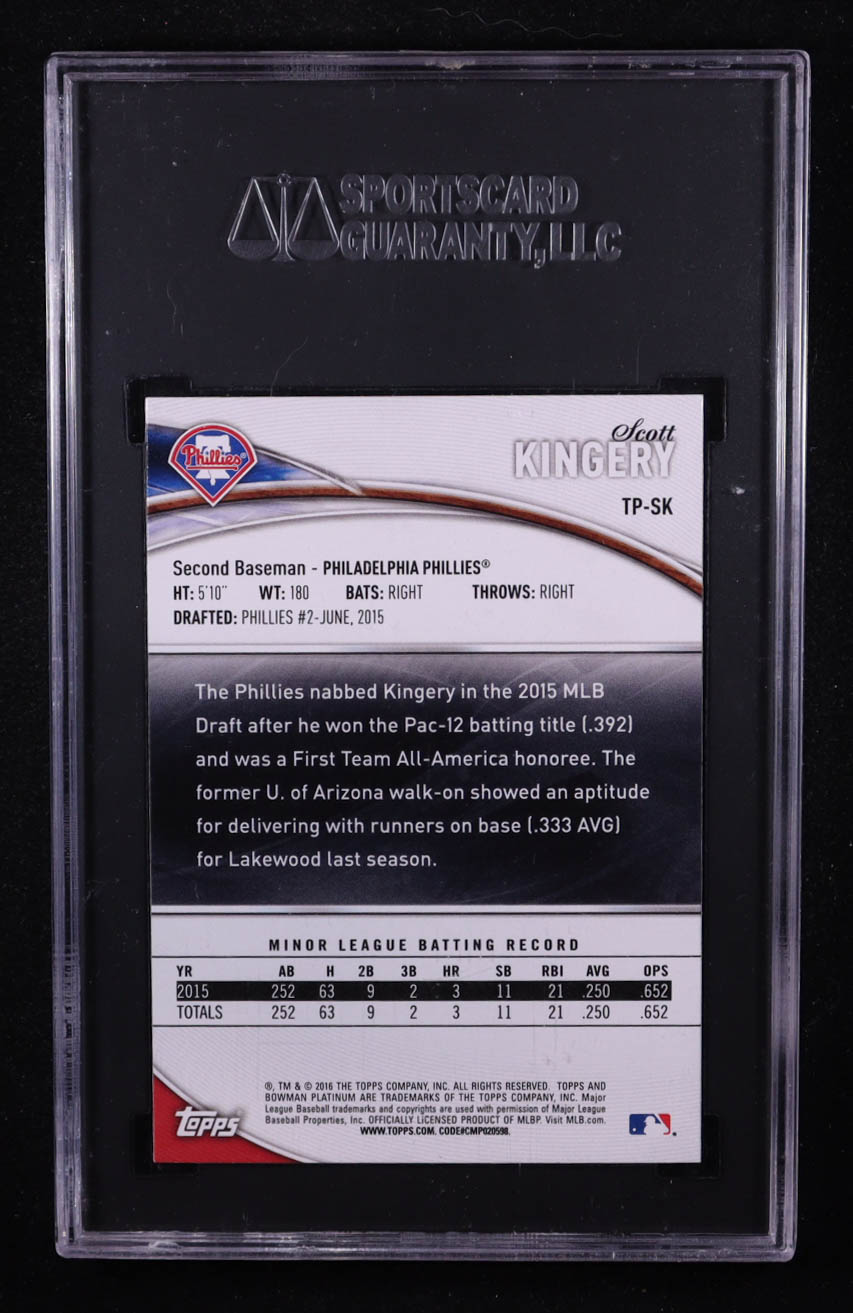 SPORTSCARD
GUARANTY, LLC
Phillies
Scott
KINGERY
TP-SK
Second Baseman - PHILADELPHIA PHILLIES®
HT: 5'10" WT: 180 BATS: RIGHT THROWS: RIGHT
DRAFTED: PHILLIES #2-JUNE, 2015
The Phillies nabbed Kingery in the 2015 MLB
Draft after he won the Pac-12 batting title (.392)
and was a First Team All-America honoree. The
former U. of Arizona walk-on showed an aptitude
for delivering with runners on base (.333 AVG)
for Lakewood last season.
MINOR LEAGUE BATTING RECORD
YR AB H 2B 3B HR SB RBI AVG OPS
2015 252 63 9 2 3 11 21 .250 .652
TOTALS 252 63 9 2 3 11 21 .250 .652
®, TM & © 2016 THE TOPPS COMPANY, INC. ALL RIGHTS RESERVED. TOPPS AND
BOWMAN PLATINUM ARE TRADEMARKS OF THE TOPPS COMPANY, INC. Major
League Baseball trademarks and copyrights are used with permission of Major League
Baseball Properties, Inc. OFFICIALLY LICENSED PRODUCT OF MLBP. Visit MLB.com.
WWW.TOPPS.COM. CODE#CMP020598.
topps